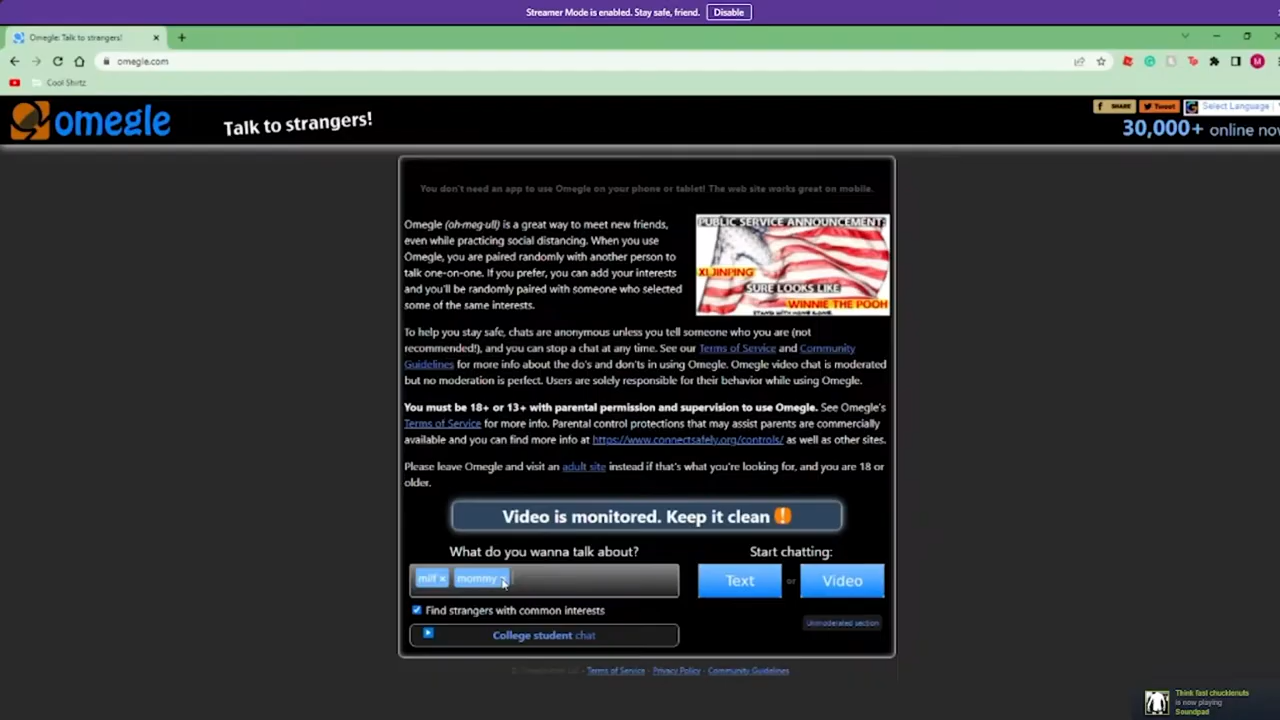 Streamer Mode is enabled. Stay safe, friend. Disable
Omegle: Talk to strangers!
omegle.com
Cool Shirtz
omegle
Talk to strangers!
SHARE Tweet Select Language
30,000+ online now
You don't need an app to use Omegle on your phone or tablet! The web site works great on mobile.
Omegle (oh·meg·ull) is a great way to meet new friends,
even while practicing social distancing. When you use
Omegle, you are paired randomly with another person to
talk one-on-one. If you prefer, you can add your interests
and you'll be randomly paired with someone who selected
some of the same interests.
PUBLIC SERVICE ANNOUNCEMENT:
XI JINPING
SURE LOOKS LIKE
WINNIE THE POOH
STAND WITH HONG KONG
To help you stay safe, chats are anonymous unless you tell someone who you are (not
recommended!), and you can stop a chat at any time. See our Terms of Service and Community
Guidelines for more info about the do's and don'ts in using Omegle. Omegle video chat is moderated
but no moderation is perfect. Users are solely responsible for their behavior while using Omegle.
You must be 18+ or 13+ with parental permission and supervision to use Omegle. See Omegle's
Terms of Service for more info. Parental control protections that may assist parents are commercially
available and you can find more info at https://www.connectsafely.org/controls/ as well as other sites.
Please leave Omegle and visit an adult site instead if that's what you're looking for, and you are 18 or
older.
Video is monitored. Keep it clean
What do you wanna talk about?
Start chatting:
milf × mommy
Text or Video
Find strangers with common interests
Unmoderated section
College student chat
Terms of Service - Privacy Policy - Community Guidelines
Think fast chucklenuts
is now playing
Soundpad